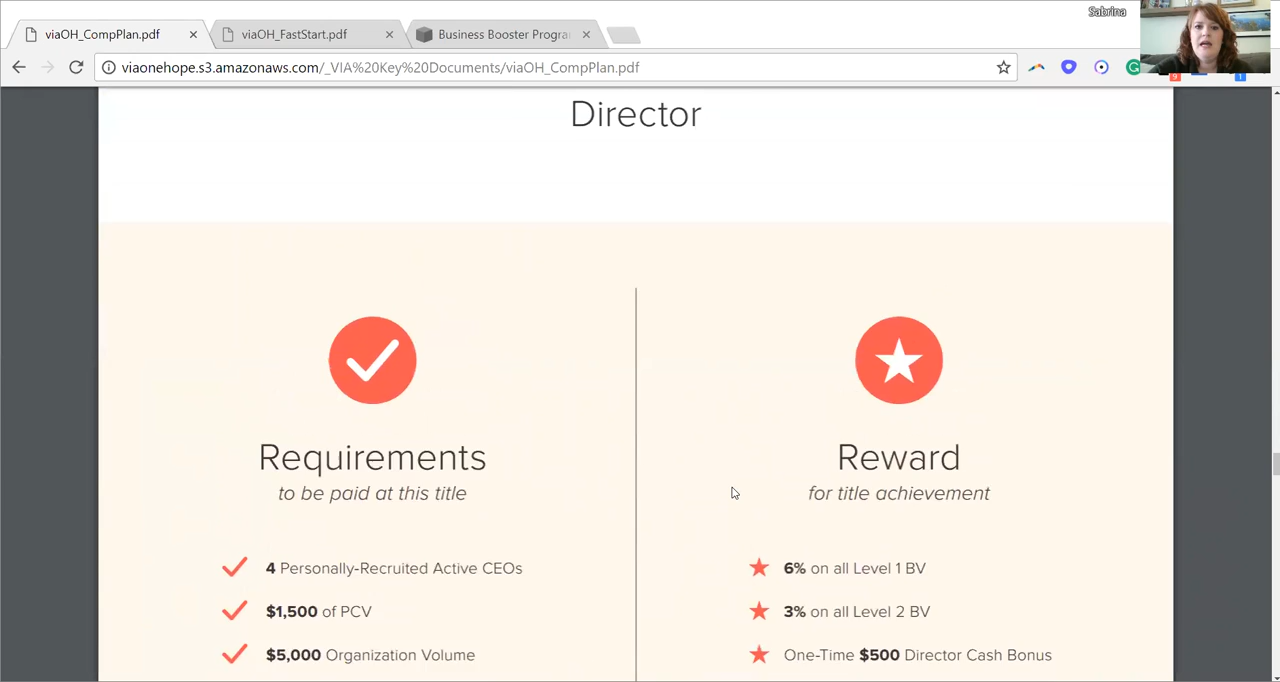 Sabrina
viaOH_CompPlan.pdf
viaOH_FastStart.pdf
Business Booster Progra
viaonehope.s3.amazonaws.com/_VIA%20Key%20Documents/viaOH_CompPlan.pdf
Director
Requirements
to be paid at this title
4 Personally-Recruited Active CEOs
$1,500 of PCV
$5,000 Organization Volume
Reward
for title achievement
6% on all Level 1 BV
3% on all Level 2 BV
One-Time $500 Director Cash Bonus